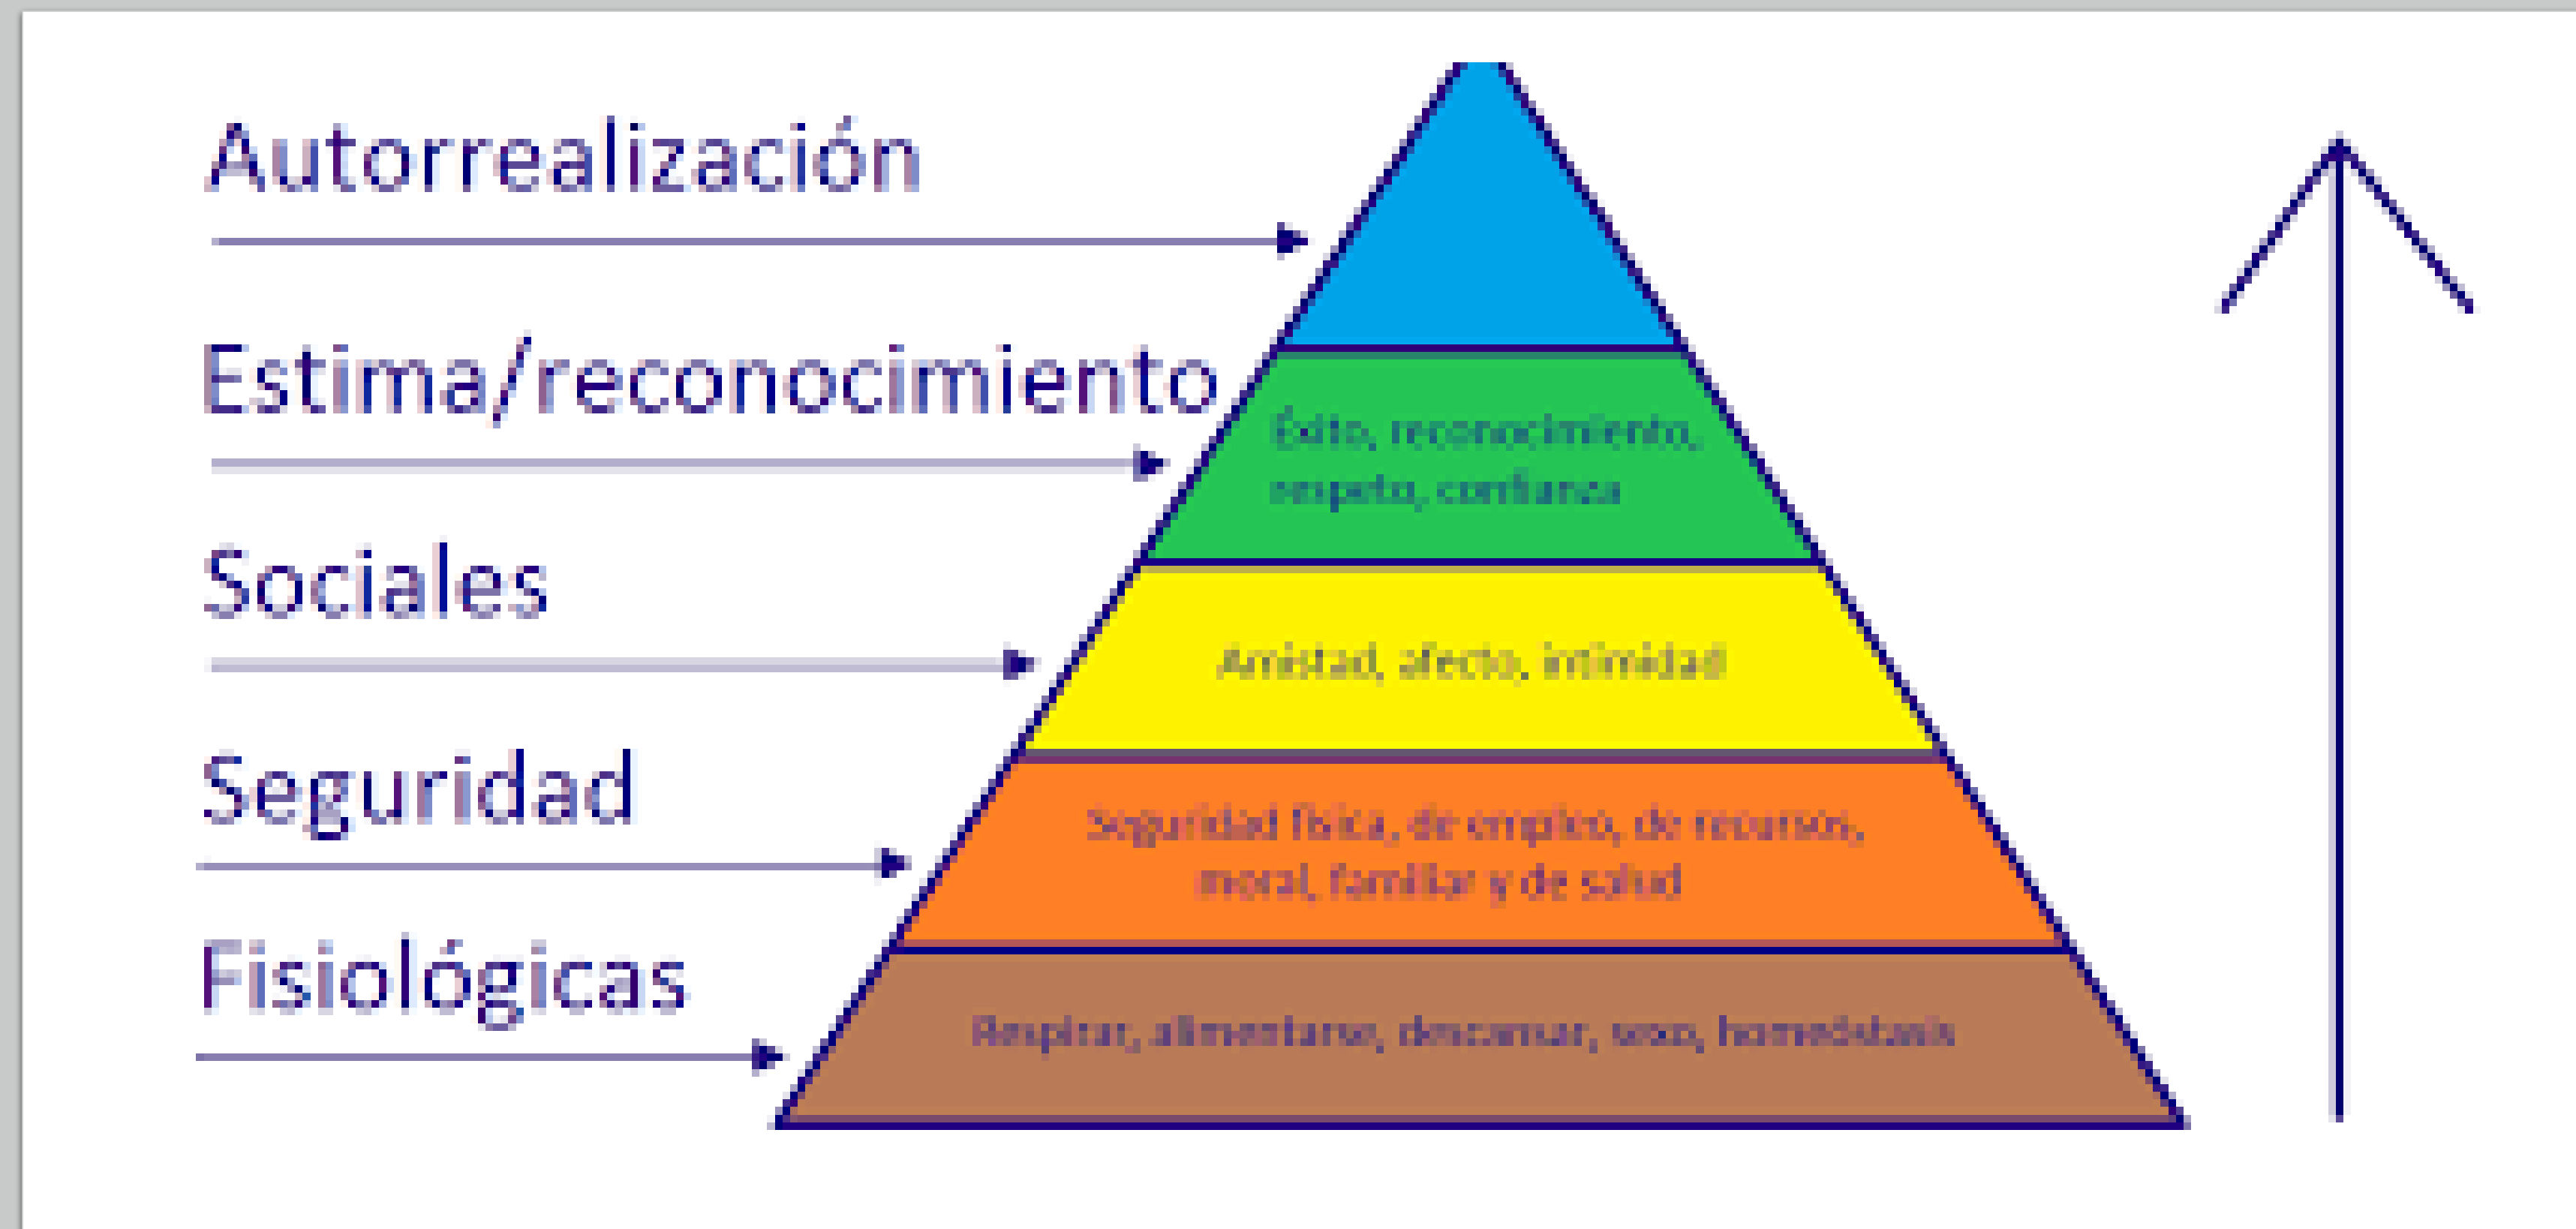 Autorrealización
Estima/reconocimiento
Éxito, reconocimiento,
respeto, confianza
Sociales
Amistad, afecto, intimidad
Seguridad
Seguridad física, de empleo, de recursos,
moral, familiar y de salud
Fisiológicas
Respirar, alimentarse, descansar, sexo, homeóstasis